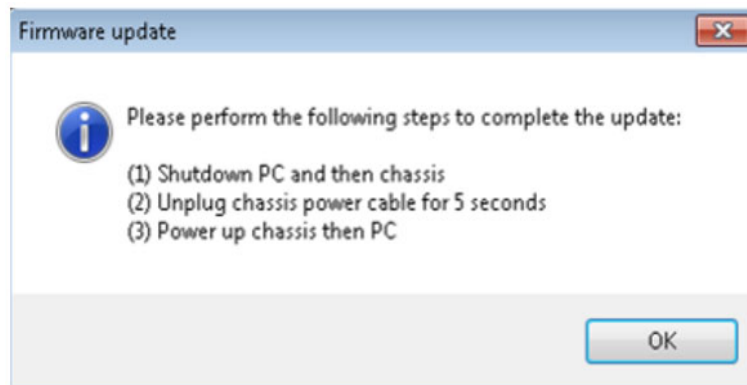 Firmware update
Please perform the following steps to complete the update:
(1) Shutdown PC and then chassis
(2) Unplug chassis power cable for 5 seconds
(3) Power up chassis then PC
OK